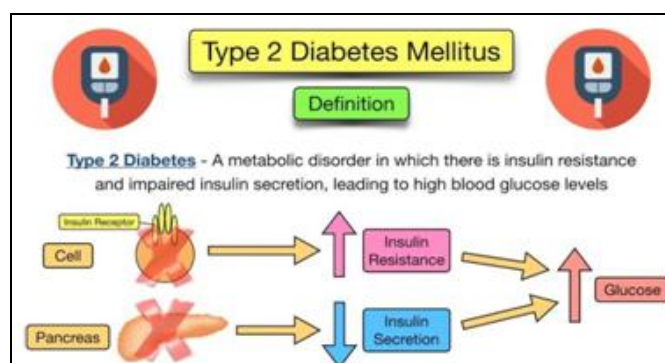 Type 2 Diabetes Mellitus
Definition
Type 2 Diabetes - A metabolic disorder in which there is insulin resistance
and impaired insulin secretion, leading to high blood glucose levels
Insulin Receptor
Cell
Insulin
Resistance
Glucose
Pancreas
Insulin
Secretion